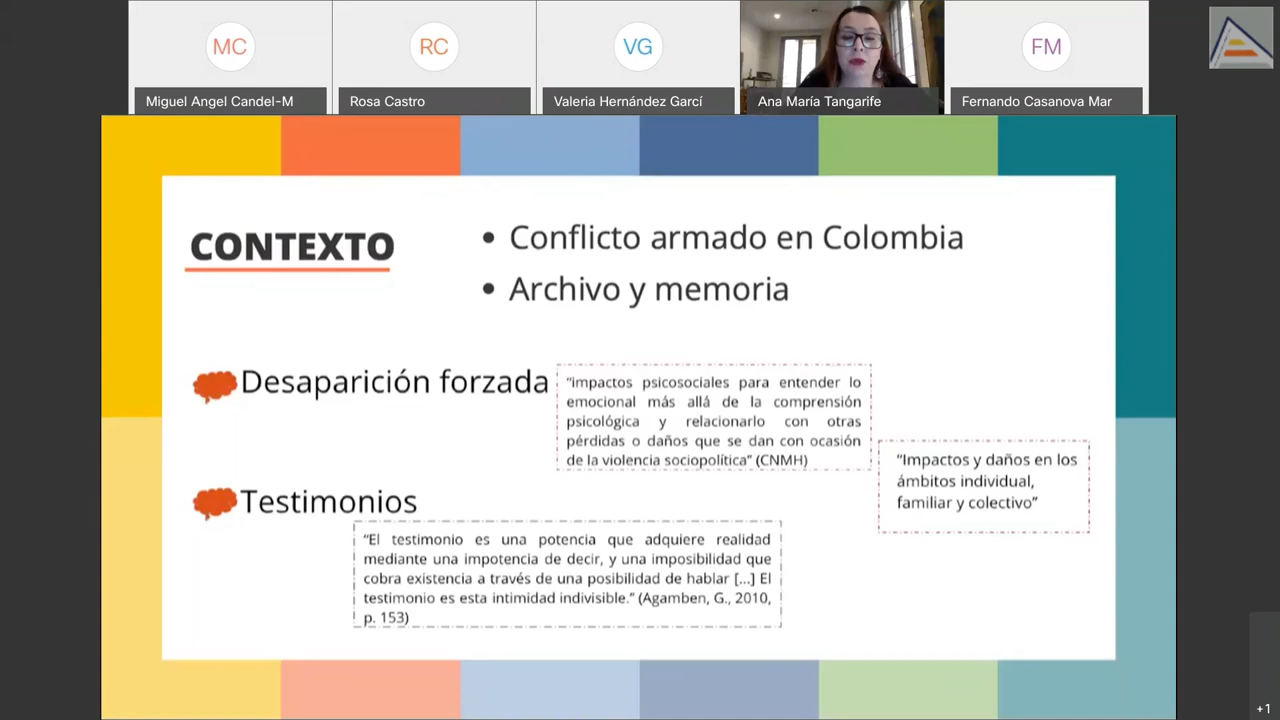 MC
RC
VG
FM
Miguel Angel Candel-M
Rosa Castro
Valeria Hernández Garcí
Ana María Tangarife
Fernando Casanova Mar
CONTEXTO
• Conflicto armado en Colombia
• Archivo y memoria
Desaparición forzada
“impactos psicosociales para entender lo
emocional más allá de la comprensión
psicológica y relacionarlo con otras
pérdidas o daños que se dan con ocasión
de la violencia sociopolítica” (CNMH)
“Impactos y daños en los
ámbitos individual,
familiar y colectivo”
Testimonios
“El testimonio es una potencia que adquiere realidad
mediante una impotencia de decir, y una imposibilidad que
cobra existencia a través de una posibilidad de hablar [...] El
testimonio es esta intimidad indivisible.” (Agamben, G., 2010,
p. 153)
+1